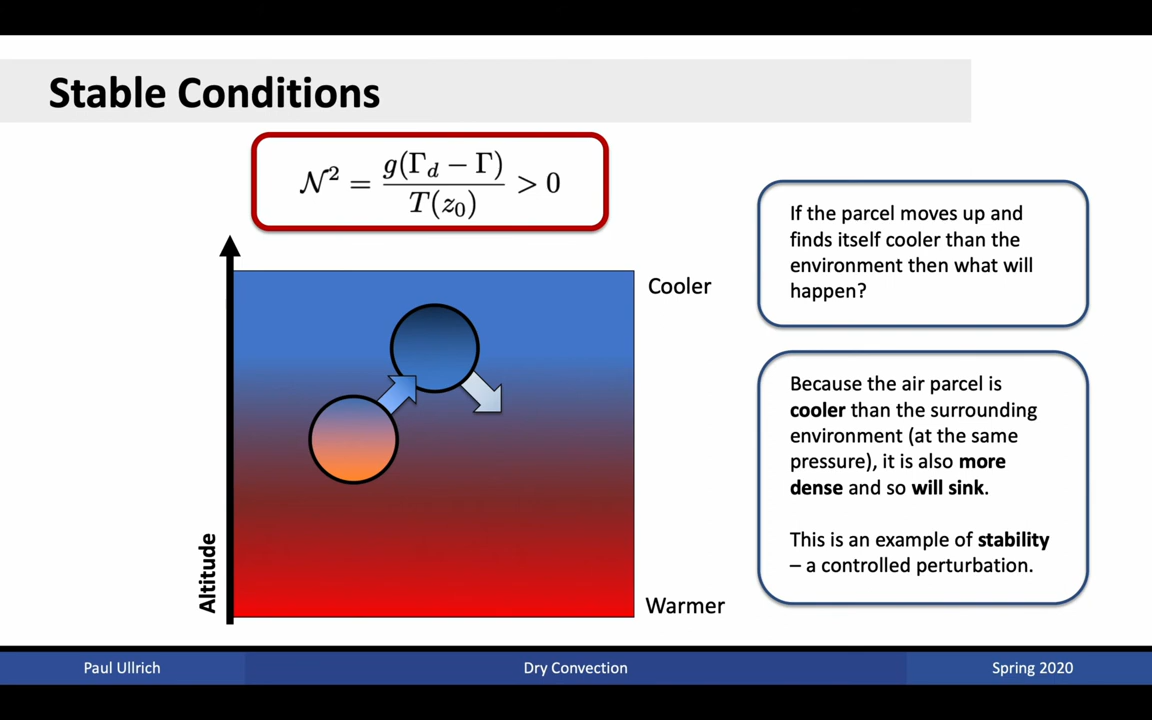 Stable Conditions
𝒩² = g(Γ_d − Γ) / T(z₀) > 0
Cooler
Altitude
Warmer
If the parcel moves up and
finds itself cooler than the
environment then what will
happen?
Because the air parcel is
cooler than the surrounding
environment (at the same
pressure), it is also more
dense and so will sink.
This is an example of stability
– a controlled perturbation.
Paul Ullrich
Dry Convection
Spring 2020